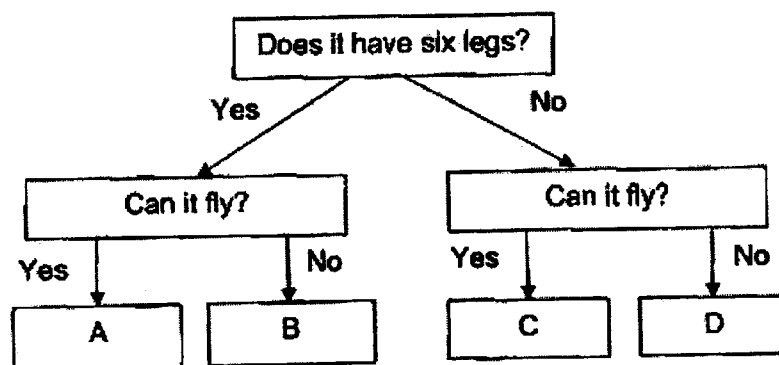 Does it have six legs?
Yes
No
Can it fly?
Can it fly?
Yes
No
Yes
No
A
B
C
D